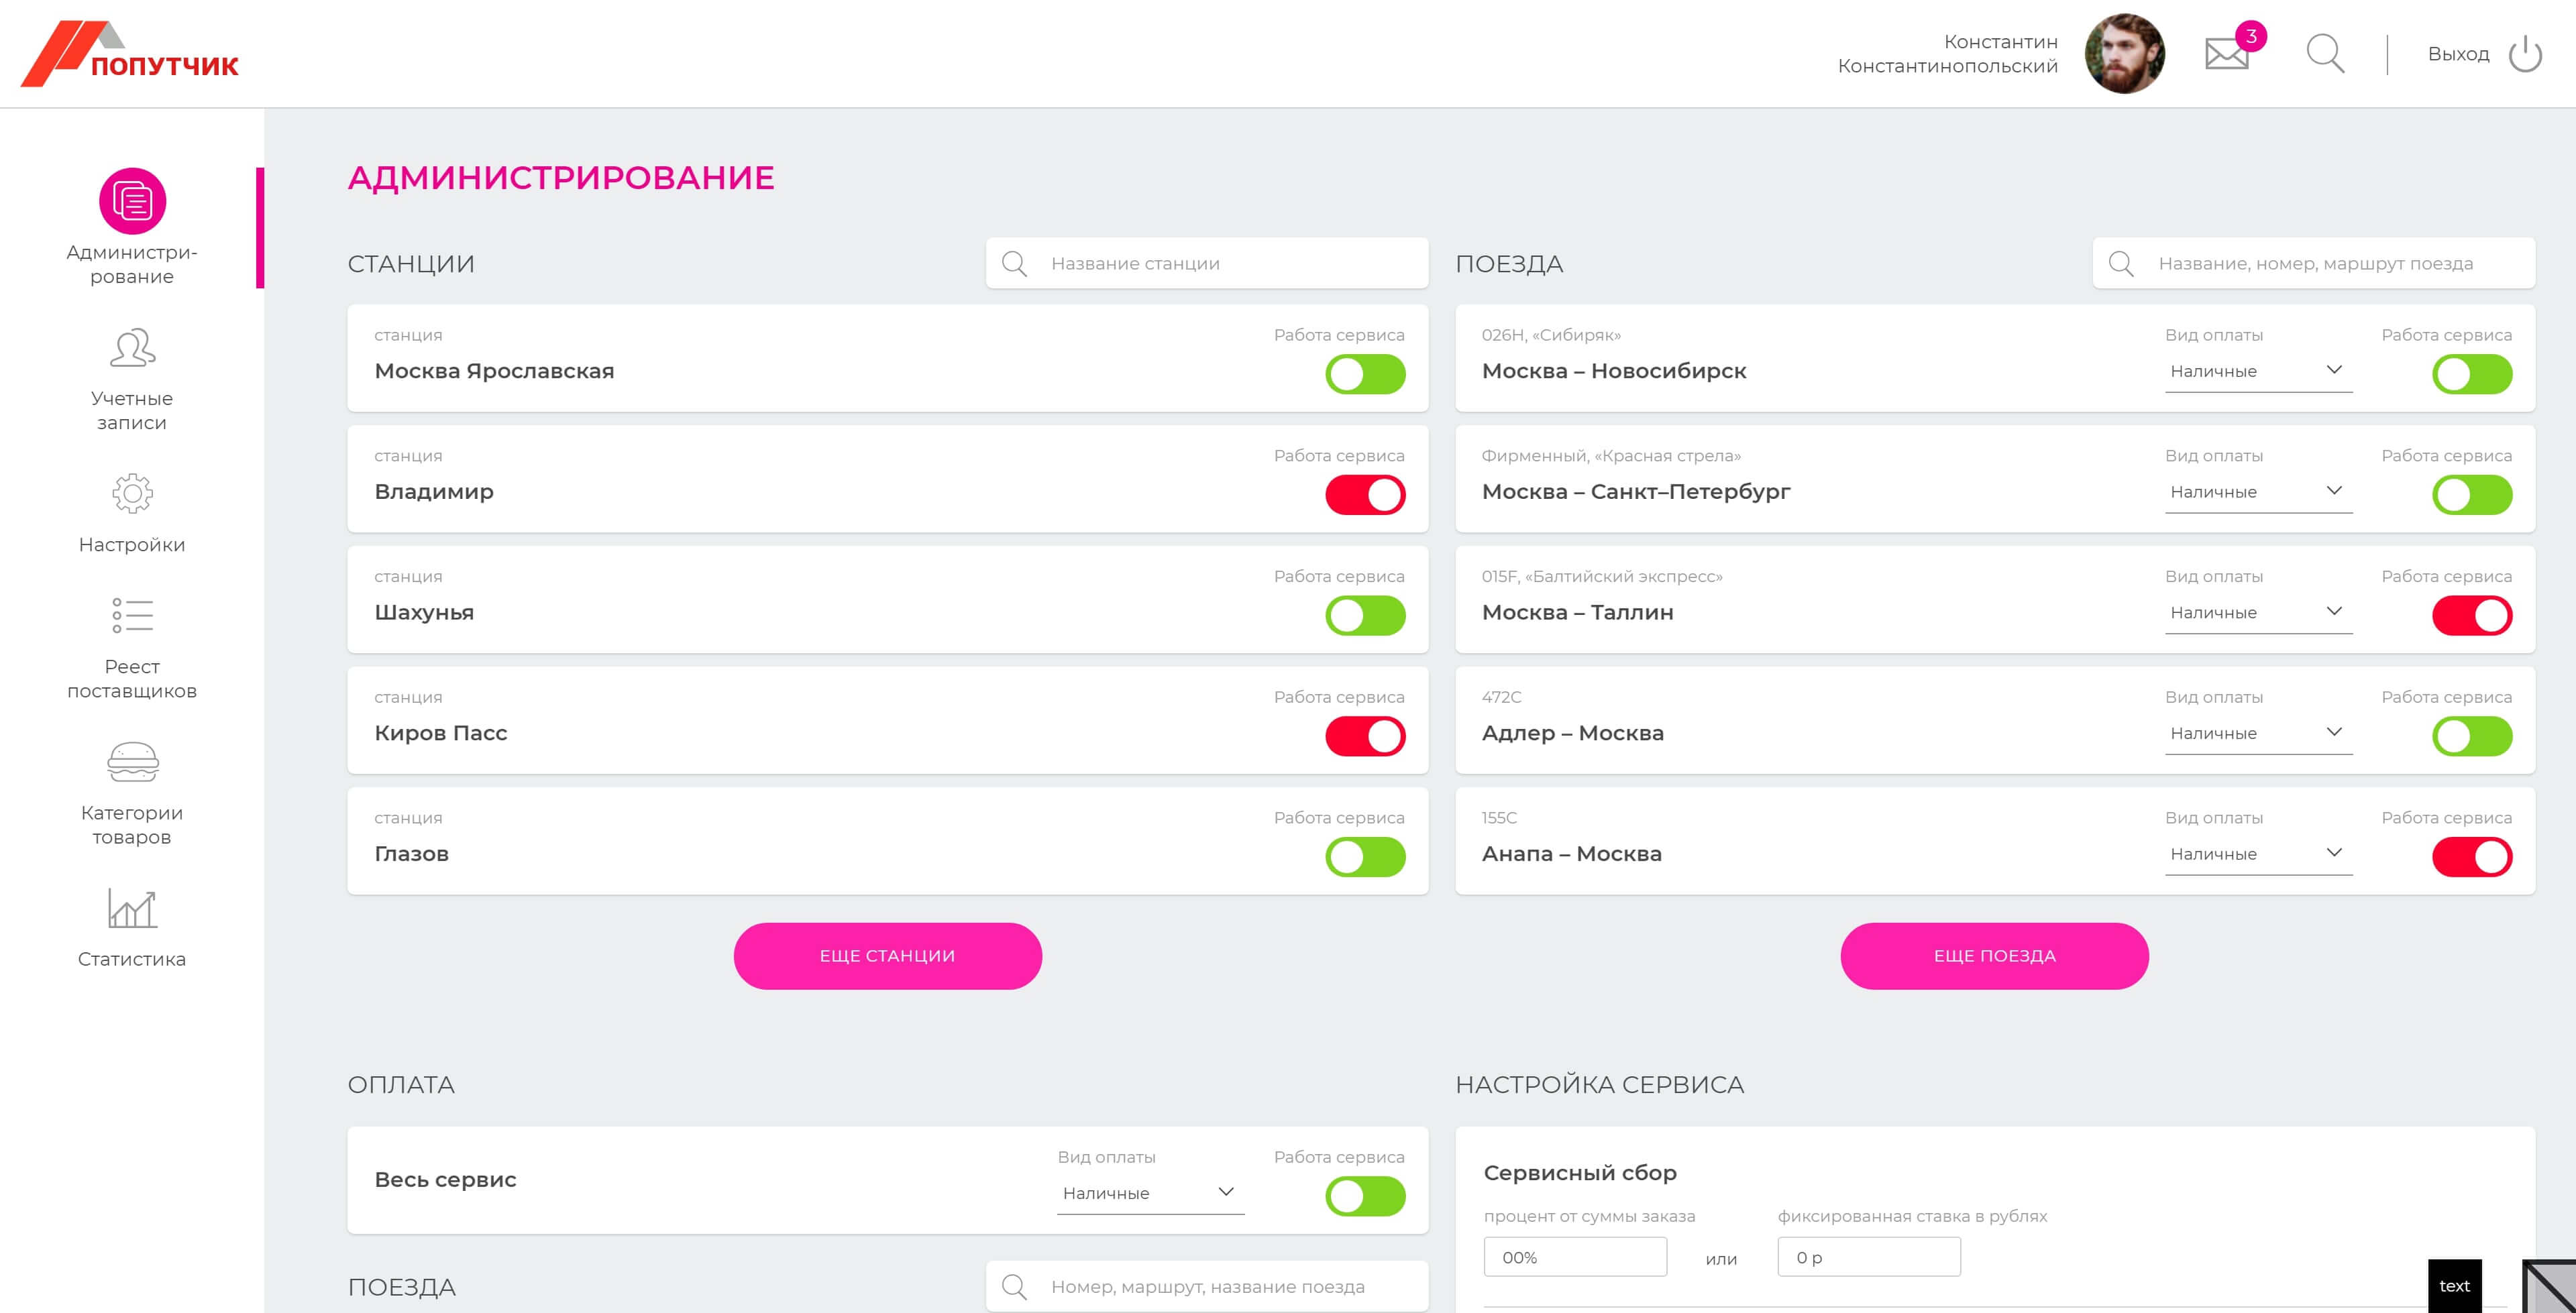 ПОПУТЧИК
Константин
Константинопольский
3
Выход
Администри-
рование
Учетные
записи
Настройки
Реест
поставщиков
Категории
товаров
Статистика
АДМИНИСТРИРОВАНИЕ
СТАНЦИИ
Название станции
станция
Работа сервиса
Москва Ярославская
станция
Работа сервиса
Владимир
станция
Работа сервиса
Шахунья
станция
Работа сервиса
Киров Пасс
станция
Работа сервиса
Глазов
ЕЩЕ СТАНЦИИ
ПОЕЗДА
Название, номер, маршрут поезда
026Н, «Сибиряк»
Вид оплаты
Работа сервиса
Москва – Новосибирск
Наличные
Фирменный, «Красная стрела»
Вид оплаты
Работа сервиса
Москва – Санкт–Петербург
Наличные
015F, «Балтийский экспресс»
Вид оплаты
Работа сервиса
Москва – Таллин
Наличные
472С
Вид оплаты
Работа сервиса
Адлер – Москва
Наличные
155С
Вид оплаты
Работа сервиса
Анапа – Москва
Наличные
ЕЩЕ ПОЕЗДА
ОПЛАТА
Вид оплаты
Работа сервиса
Весь сервис
Наличные
ПОЕЗДА
Номер, маршрут, название поезда
НАСТРОЙКА СЕРВИСА
Сервисный сбор
процент от суммы заказа
фиксированная ставка в рублях
00%
или
0 р
text